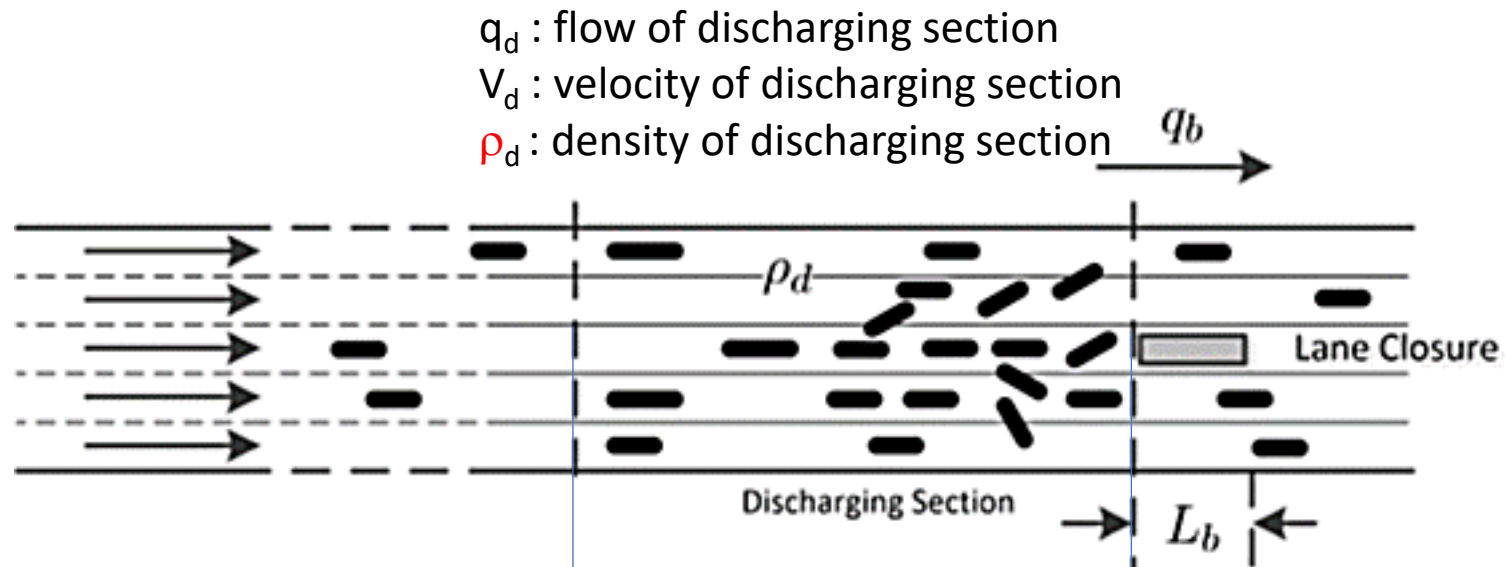 q_d : flow of discharging section
V_d : velocity of discharging section
ρ_d : density of discharging section
q_b
ρ_d
Lane Closure
Discharging Section
L_b